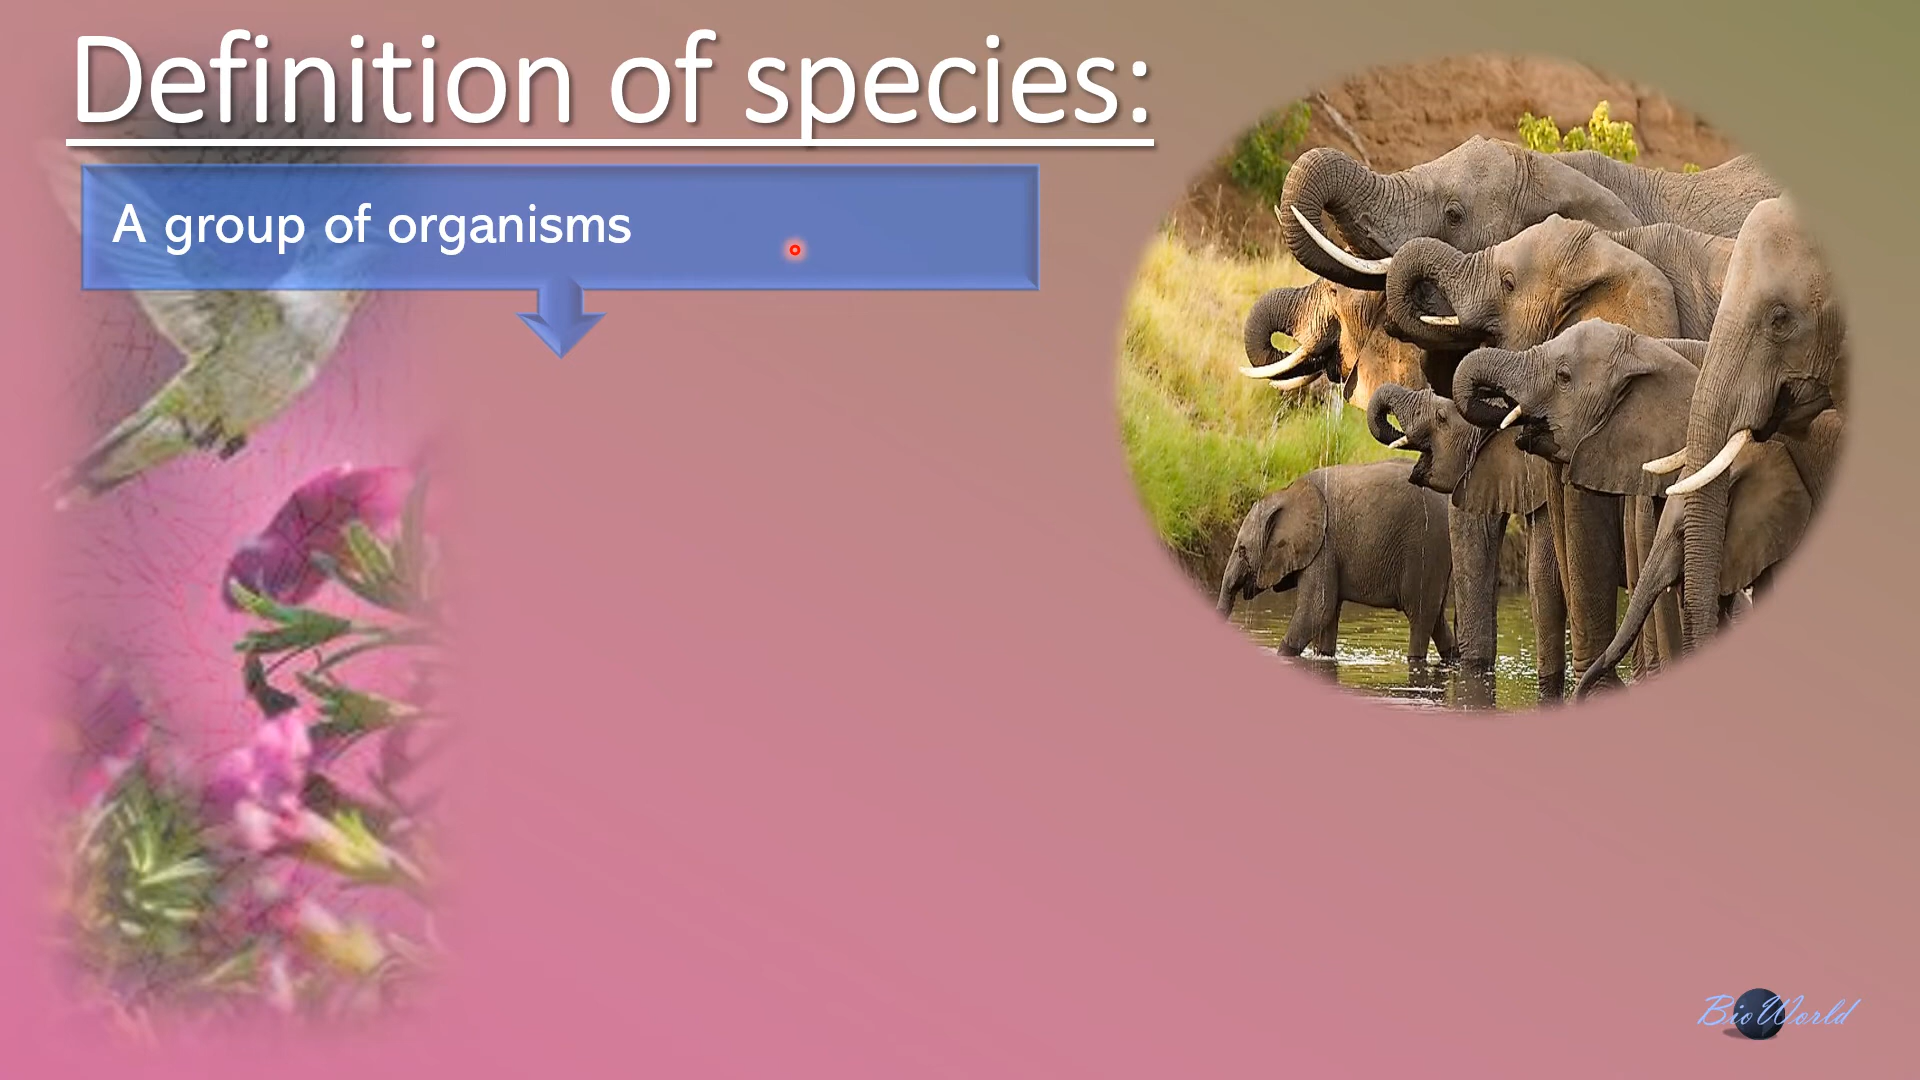 Definition of species:
A group of organisms
BioWorld